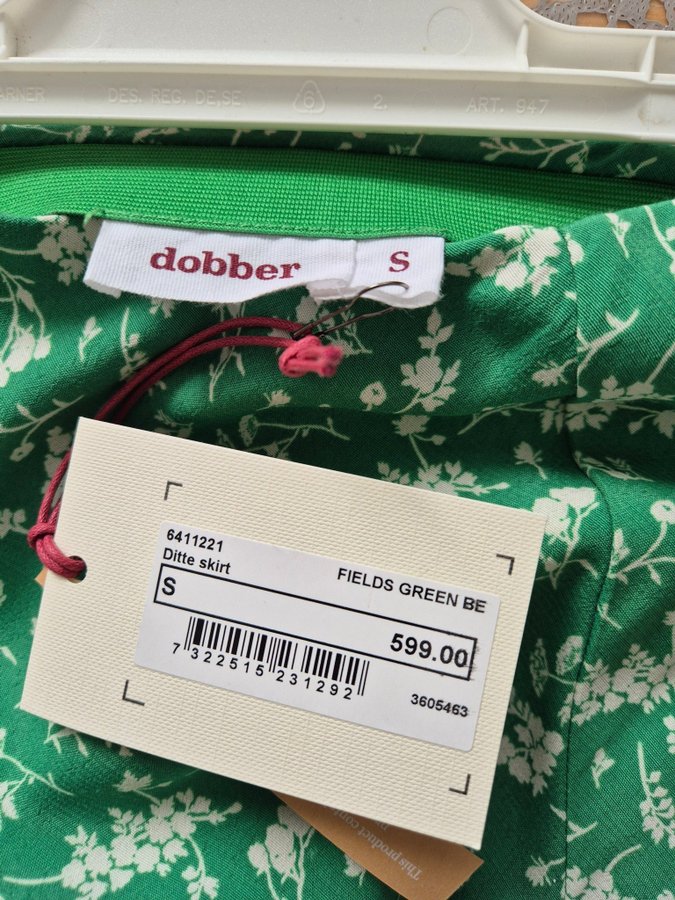 ARNER DES. REG. DE,SE 2. ART. 947
dobber S
6411221
Ditte skirt FIELDS GREEN BE
S
599.00
7 322515 231292
3605463
This product cont